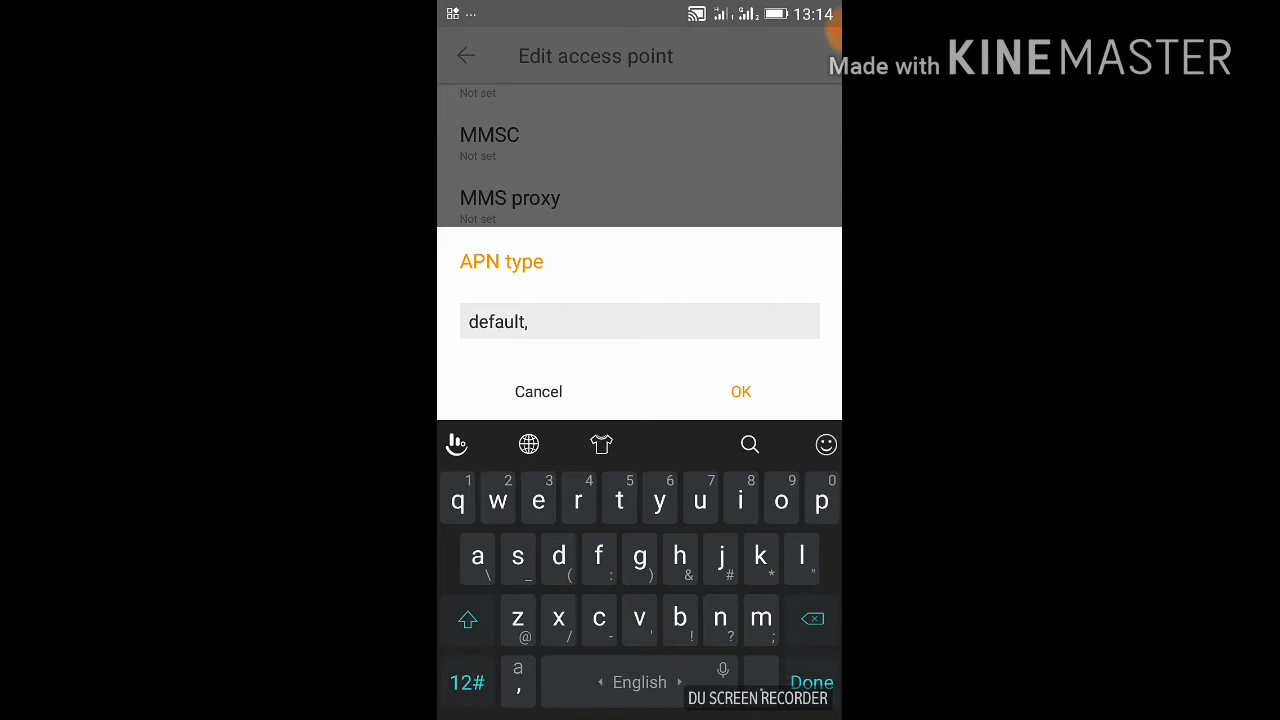 13:14
Edit access point
Made with KINEMASTER
Not set
MMSC
Not set
MMS proxy
Not set
APN type
default,
Cancel
OK
1 2 3 4 5 6 7 8 9 0
q w e r t y u i o p
a s d f g h j k l
\ _ ( : ) & # * "
z x c v b n m
@ / - ' ! ? ;
12# a , English Done
DU SCREEN RECORDER